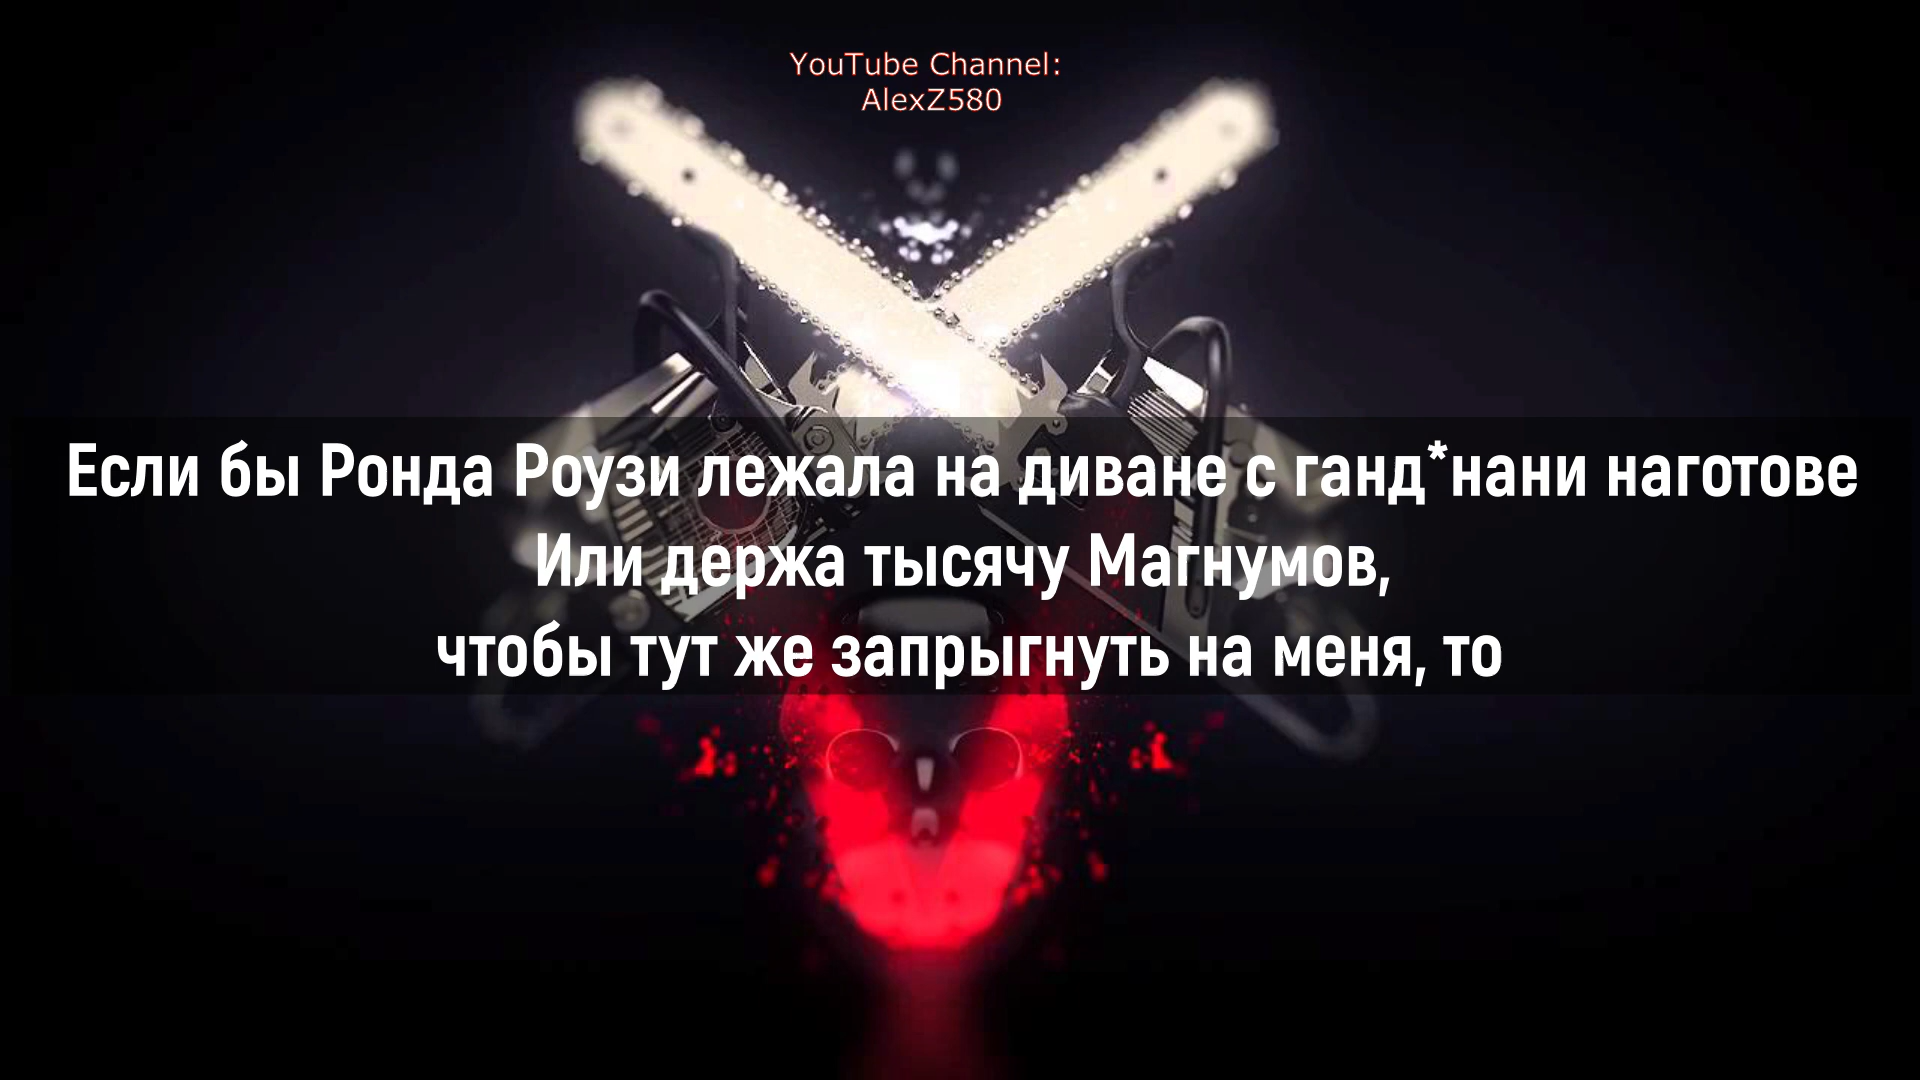 YouTube Channel:
AlexZ580
Если бы Ронда Роузи лежала на диване с ганд*нани наготове
Или держа тысячу Магнумов,
чтобы тут же запрыгнуть на меня, то